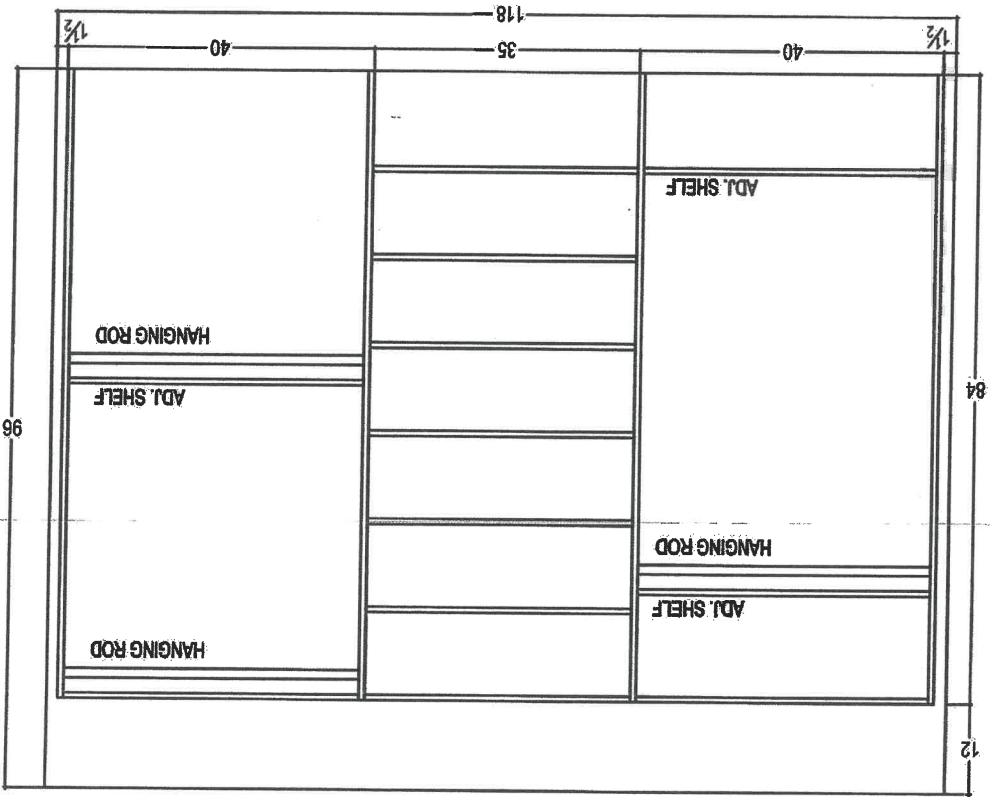 12
HANGING ROD
ADJ. SHELF
HANGING ROD
96
ADJ. SHELF
84
HANGING ROD
ADJ. SHELF
40 35 40
1½ 1½
118